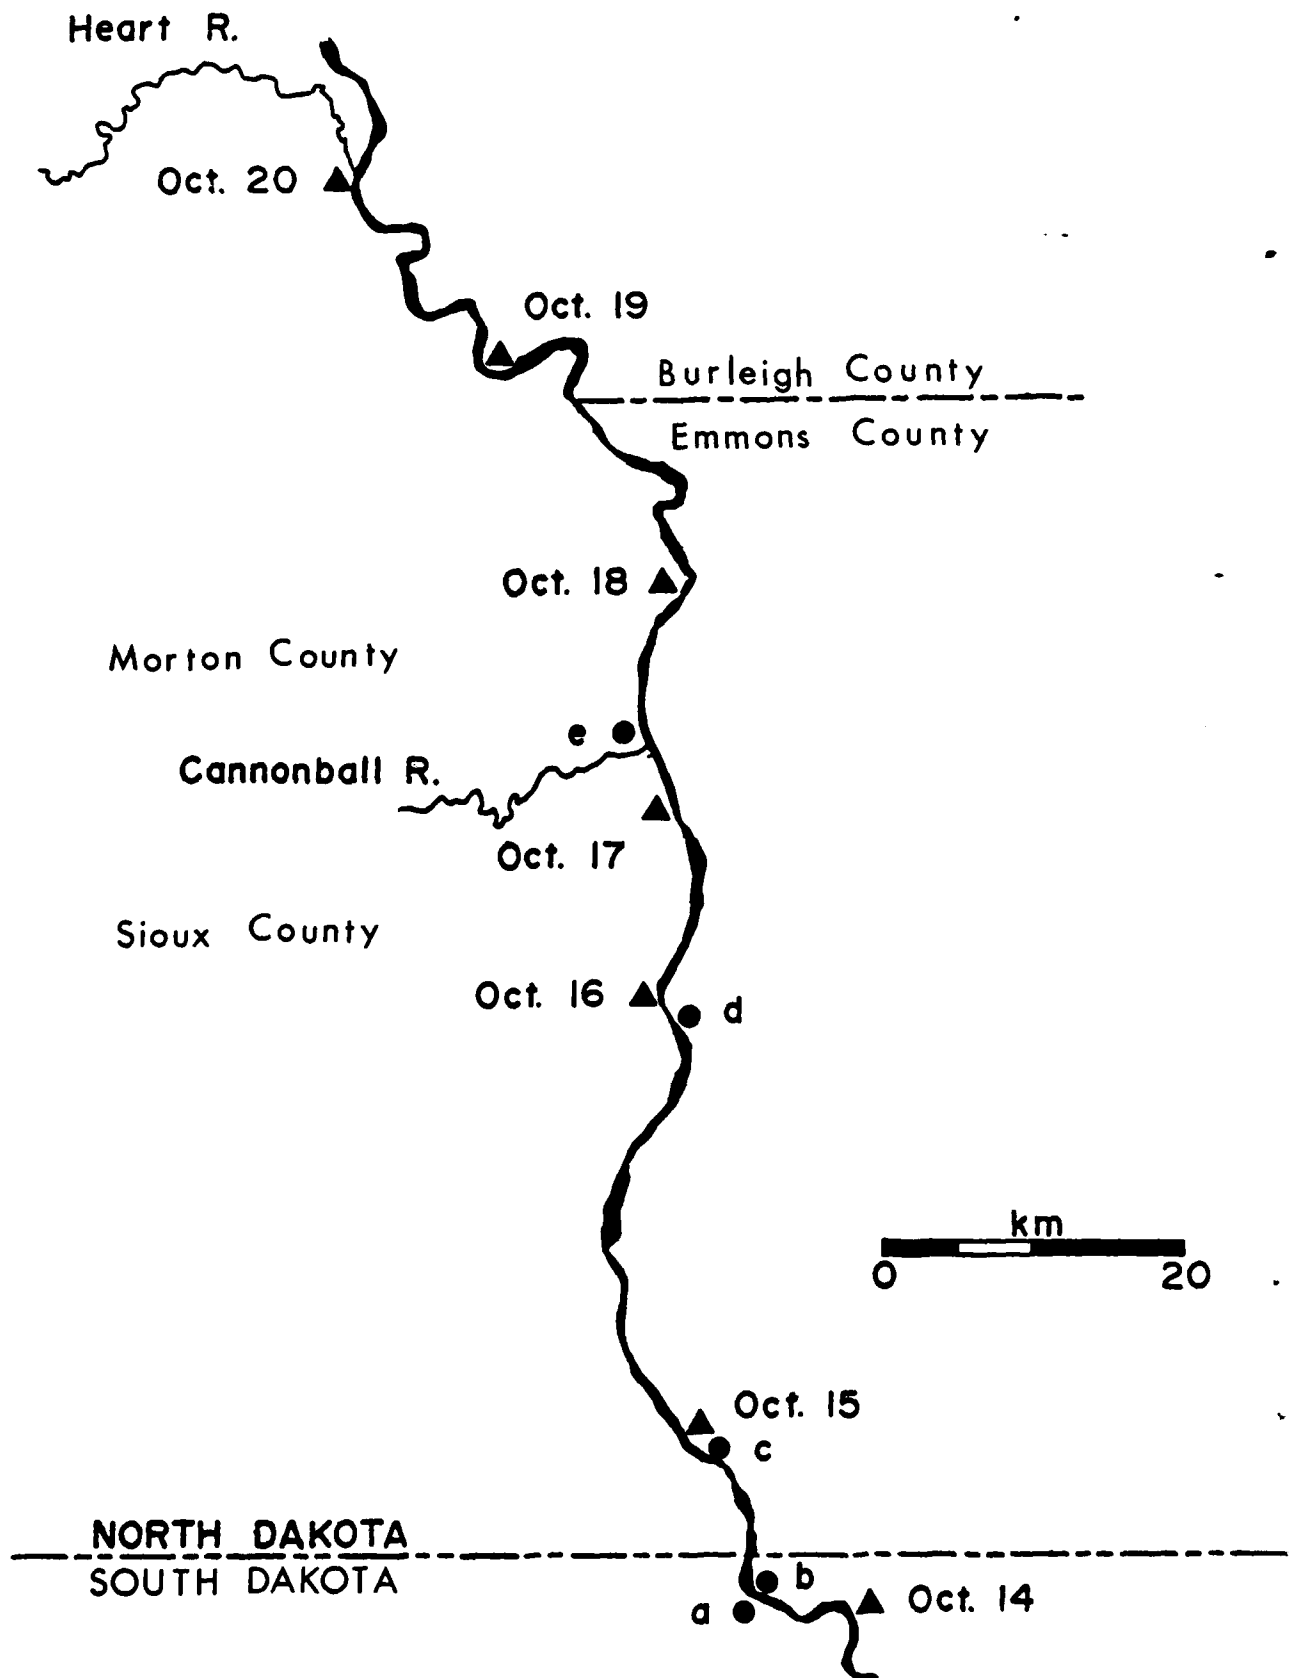 Heart R.
Oct. 20
Oct. 19
Burleigh County
Emmons County
Oct. 18
Morton County
e
Cannonball R.
Oct. 17
Sioux County
Oct. 16
d
km
0 20
Oct. 15
c
NORTH DAKOTA
SOUTH DAKOTA
b
a
Oct. 14